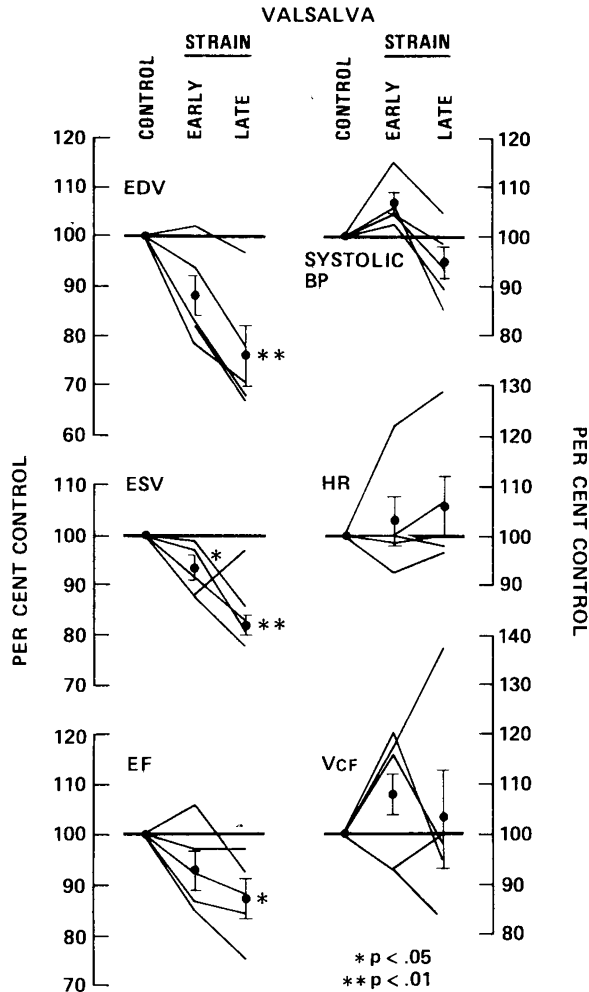 VALSALVA
STRAIN
STRAIN
CONTROL
EARLY
LATE
CONTROL
EARLY
LATE
PER CENT CONTROL
120
110
100
90
80
70
60
EDV
**
120
110
100
90
80
SYSTOLIC
BP
110
100
90
80
70
ESV
*
**
130
120
110
100
90
HR
PER CENT CONTROL
120
110
100
90
80
70
EF
*
140
130
120
110
100
90
80
VCF
* p < .05
** p < .01